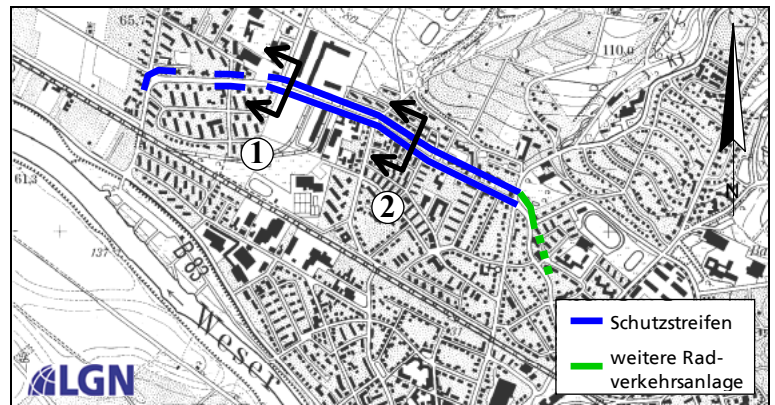 65,7
110,0
1
61,3
2
N
137
B 83
Weser
Schutzstreifen
weitere Rad-
verkehrsanlage
LGN